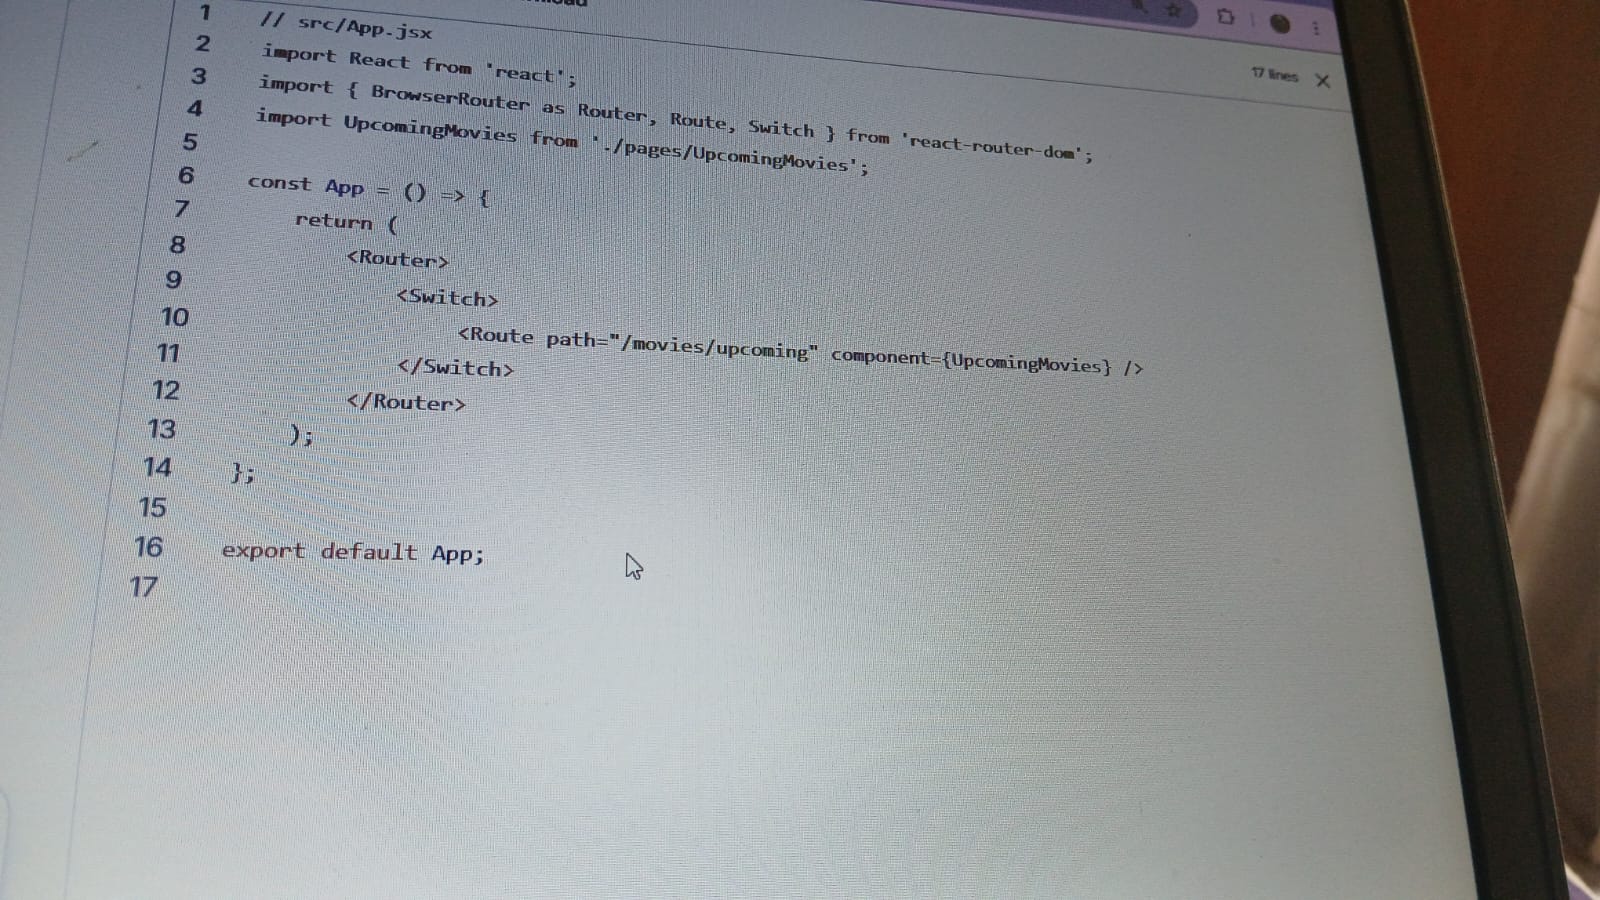 17 lines
1 // src/App.jsx
2 import React from 'react';
3 import { BrowserRouter as Router, Route, Switch } from 'react-router-dom';
4 import UpcomingMovies from './pages/UpcomingMovies';
5
6 const App = () => {
7     return (
8         <Router>
9             <Switch>
10                 <Route path="/movies/upcoming" component={UpcomingMovies} />
11             </Switch>
12         </Router>
13     );
14 };
15
16 export default App;
17